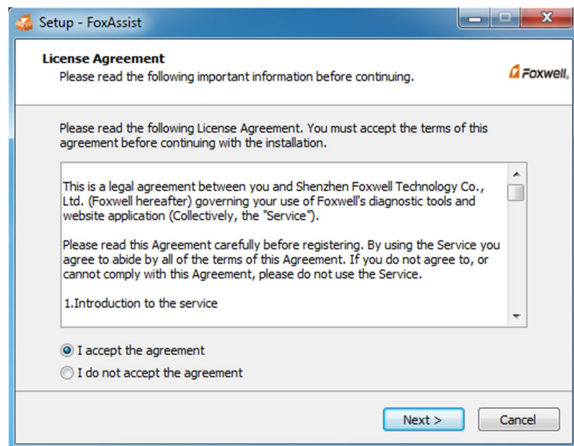 Setup - FoxAssist
License Agreement
Please read the following important information before continuing.
Foxwell
Please read the following License Agreement. You must accept the terms of this
agreement before continuing with the installation.
This is a legal agreement between you and Shenzhen Foxwell Technology Co.,
Ltd. (Foxwell hereafter) governing your use of Foxwell's diagnostic tools and
website application (Collectively, the "Service").
Please read this Agreement carefully before registering. By using the Service you
agree to abide by all of the terms of this Agreement. If you do not agree to, or
cannot comply with this Agreement, please do not use the Service.
1.Introduction to the service
I accept the agreement
I do not accept the agreement
Next >
Cancel